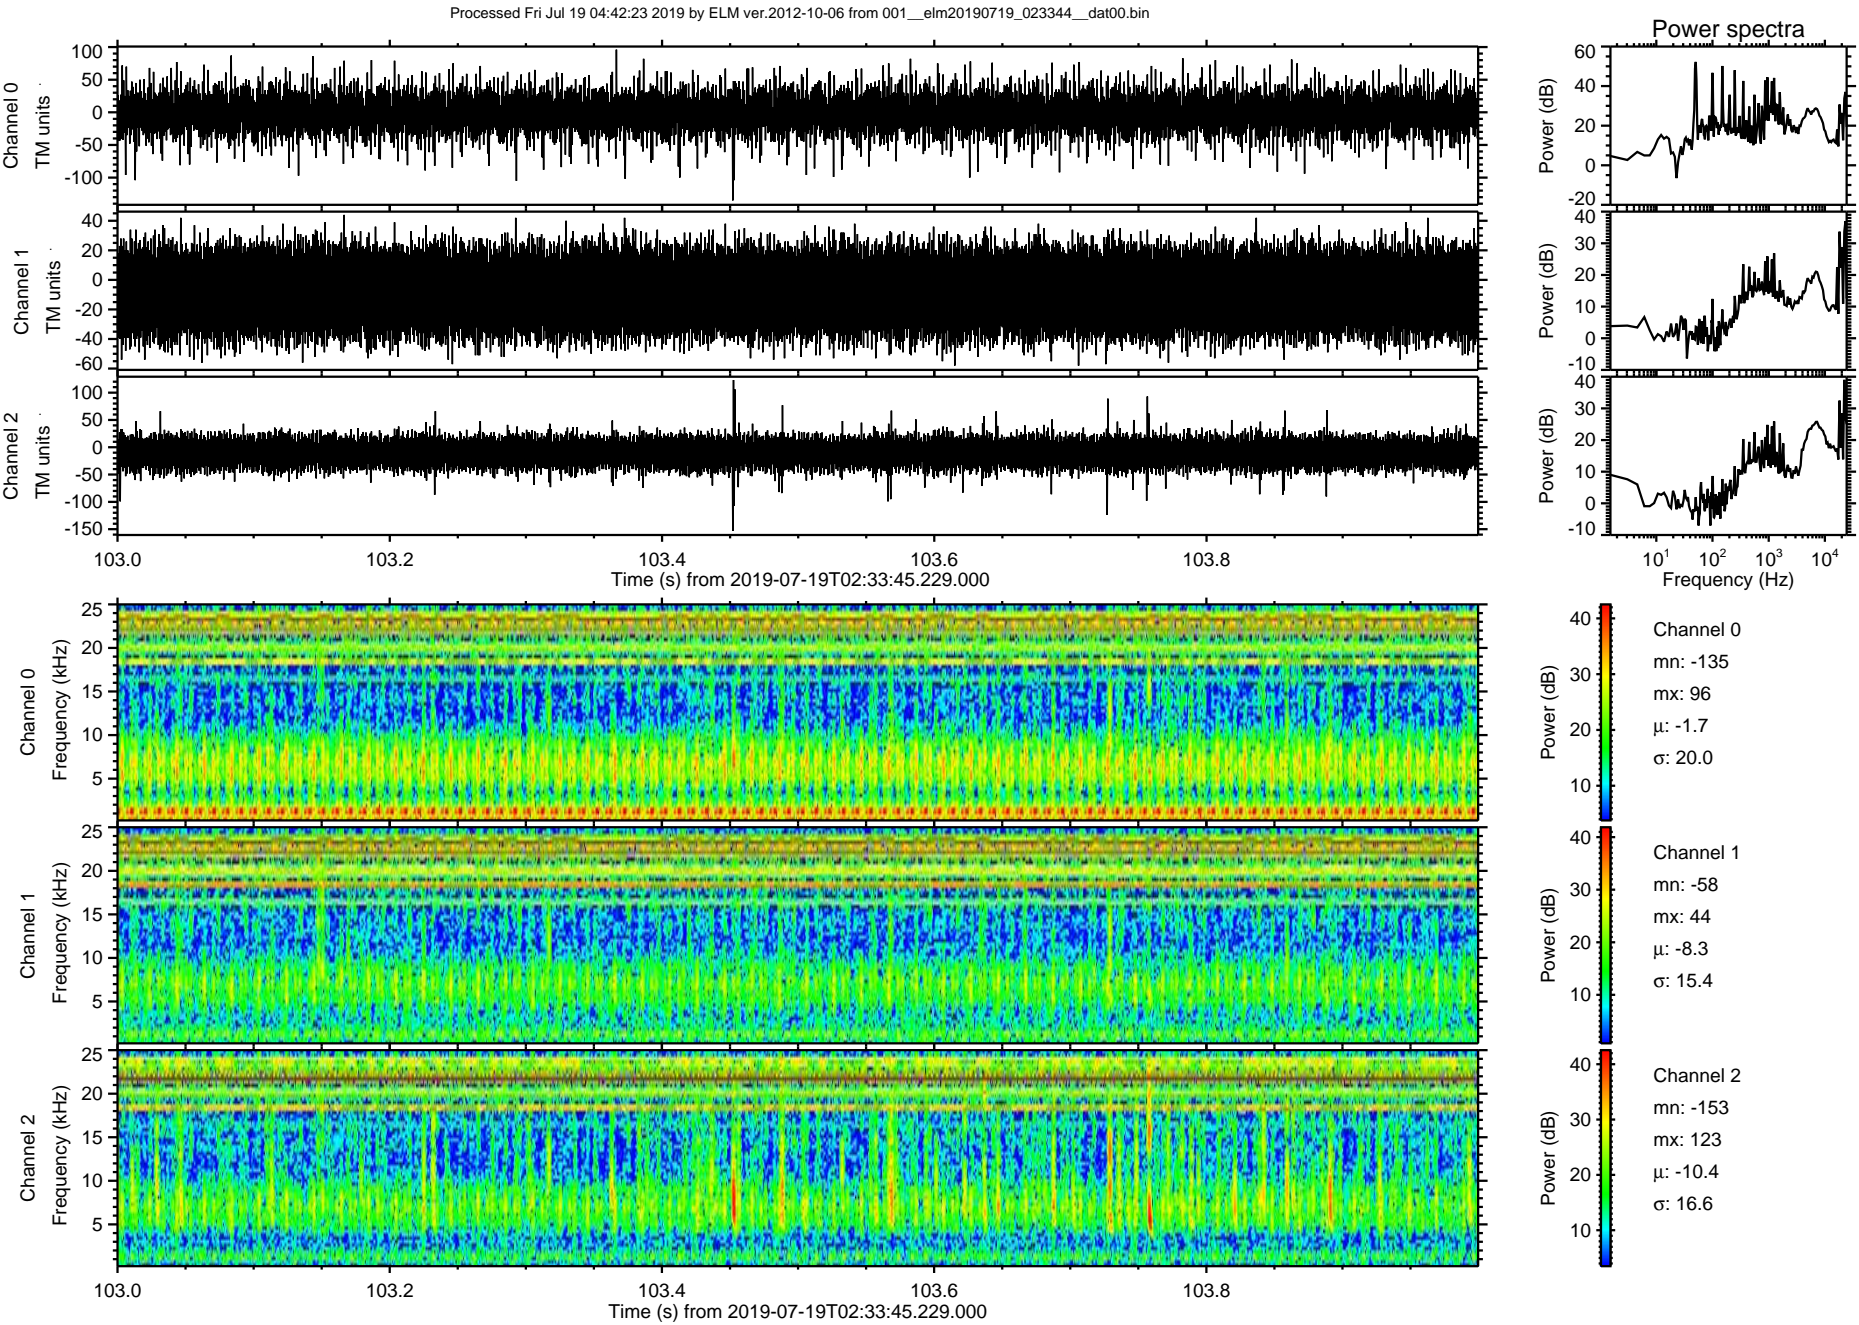 Processed Fri Jul 19 04:42:23 2019 by ELM ver.2012-10-06 from 001__elm20190719_023344__dat00.bin
Power spectra
Channel 0
TM units
100
50
0
-50
-100
Power (dB)
60
40
20
0
-20
Channel 1
TM units
40
20
0
-20
-40
-60
Power (dB)
40
30
20
10
0
-10
Channel 2
TM units
100
50
0
-50
-100
-150
Power (dB)
40
30
20
10
0
-10
103.0 103.2 103.4 103.6 103.8
Time (s) from 2019-07-19T02:33:45.229.000
10^1 10^2 10^3 10^4
Frequency (Hz)
Channel 0
Frequency (kHz)
25
20
15
10
5
Power (dB)
40
30
20
10
Channel 0
mn: -135
mx: 96
μ: -1.7
σ: 20.0
Channel 1
Frequency (kHz)
25
20
15
10
5
Power (dB)
40
30
20
10
Channel 1
mn: -58
mx: 44
μ: -8.3
σ: 15.4
Channel 2
Frequency (kHz)
25
20
15
10
5
Power (dB)
40
30
20
10
Channel 2
mn: -153
mx: 123
μ: -10.4
σ: 16.6
103.0 103.2 103.4 103.6 103.8
Time (s) from 2019-07-19T02:33:45.229.000